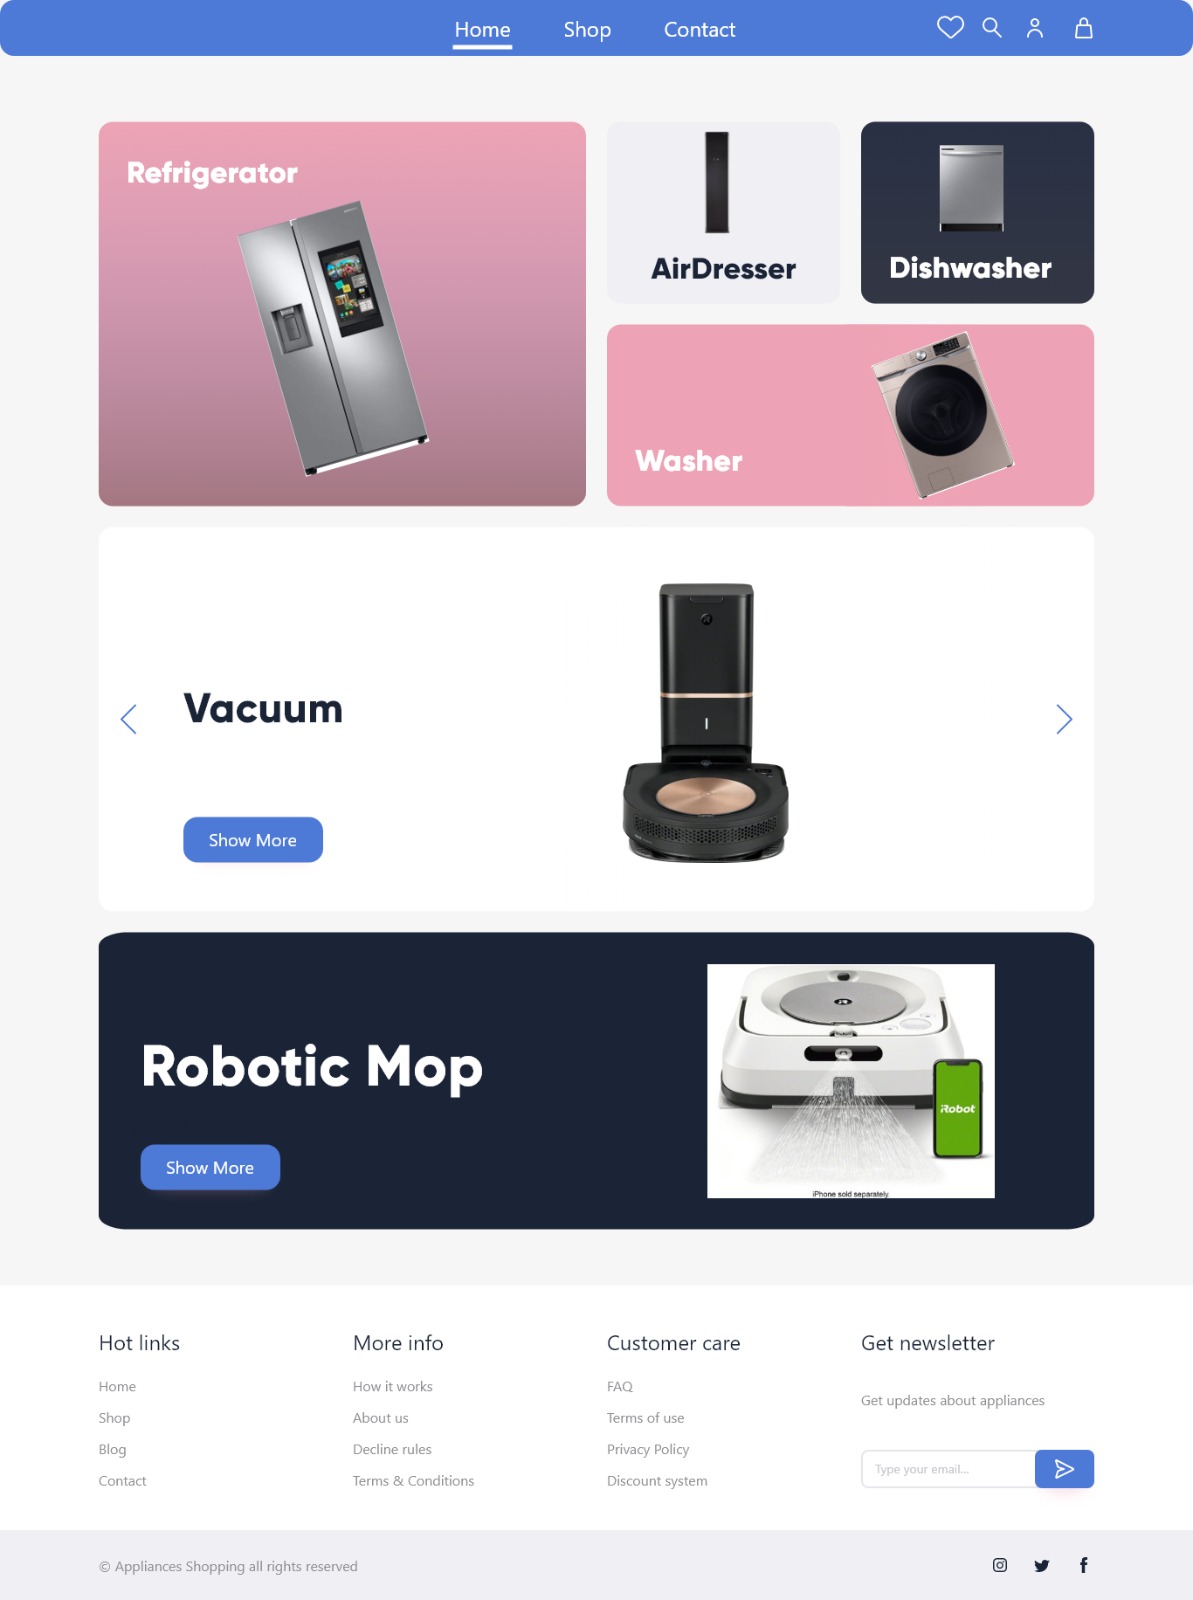 Home
Shop
Contact
Refrigerator
AirDresser
Dishwasher
Washer
Vacuum
Show More
Robotic Mop
iRobot
iPhone sold separately.
Show More
Hot links
Home
Shop
Blog
Contact
More info
How it works
About us
Decline rules
Terms & Conditions
Customer care
FAQ
Terms of use
Privacy Policy
Discount system
Get newsletter
Get updates about appliances
Type your email...
© Appliances Shopping all rights reserved